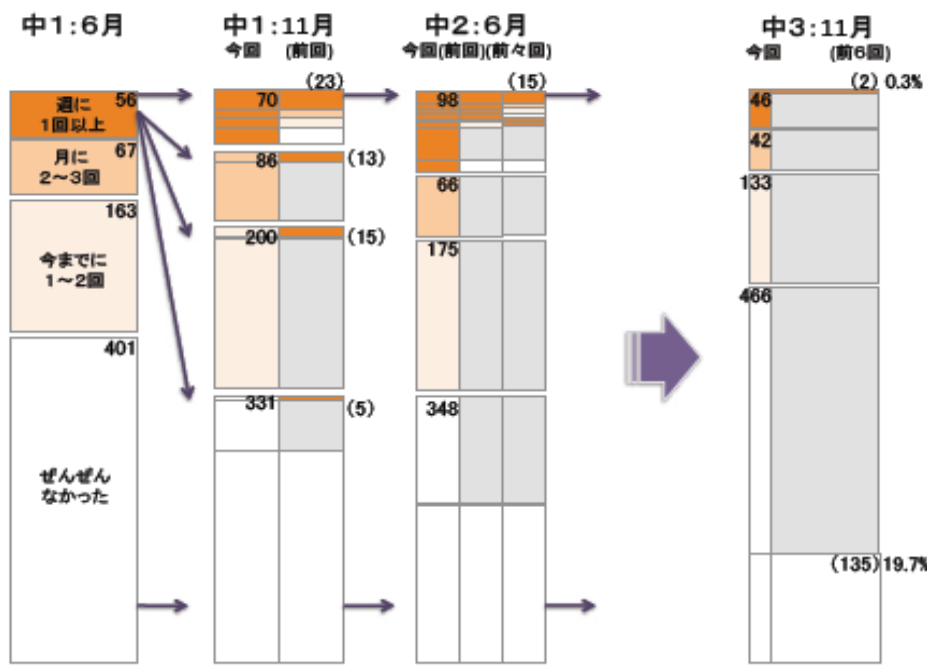 中1：6月
中1：11月
中2：6月
中3：11月
今回 (前回)
今回(前回)(前々回)
今回 (前6回)
(23)
(15)
(2) 0.3%
週に
1回以上
56
70
98
46
月に
2～3回
67
86
(13)
66
42
今までに
1～2回
163
200
(15)
175
133
ぜんぜん
なかった
401
331
(5)
348
466
(135) 19.7%